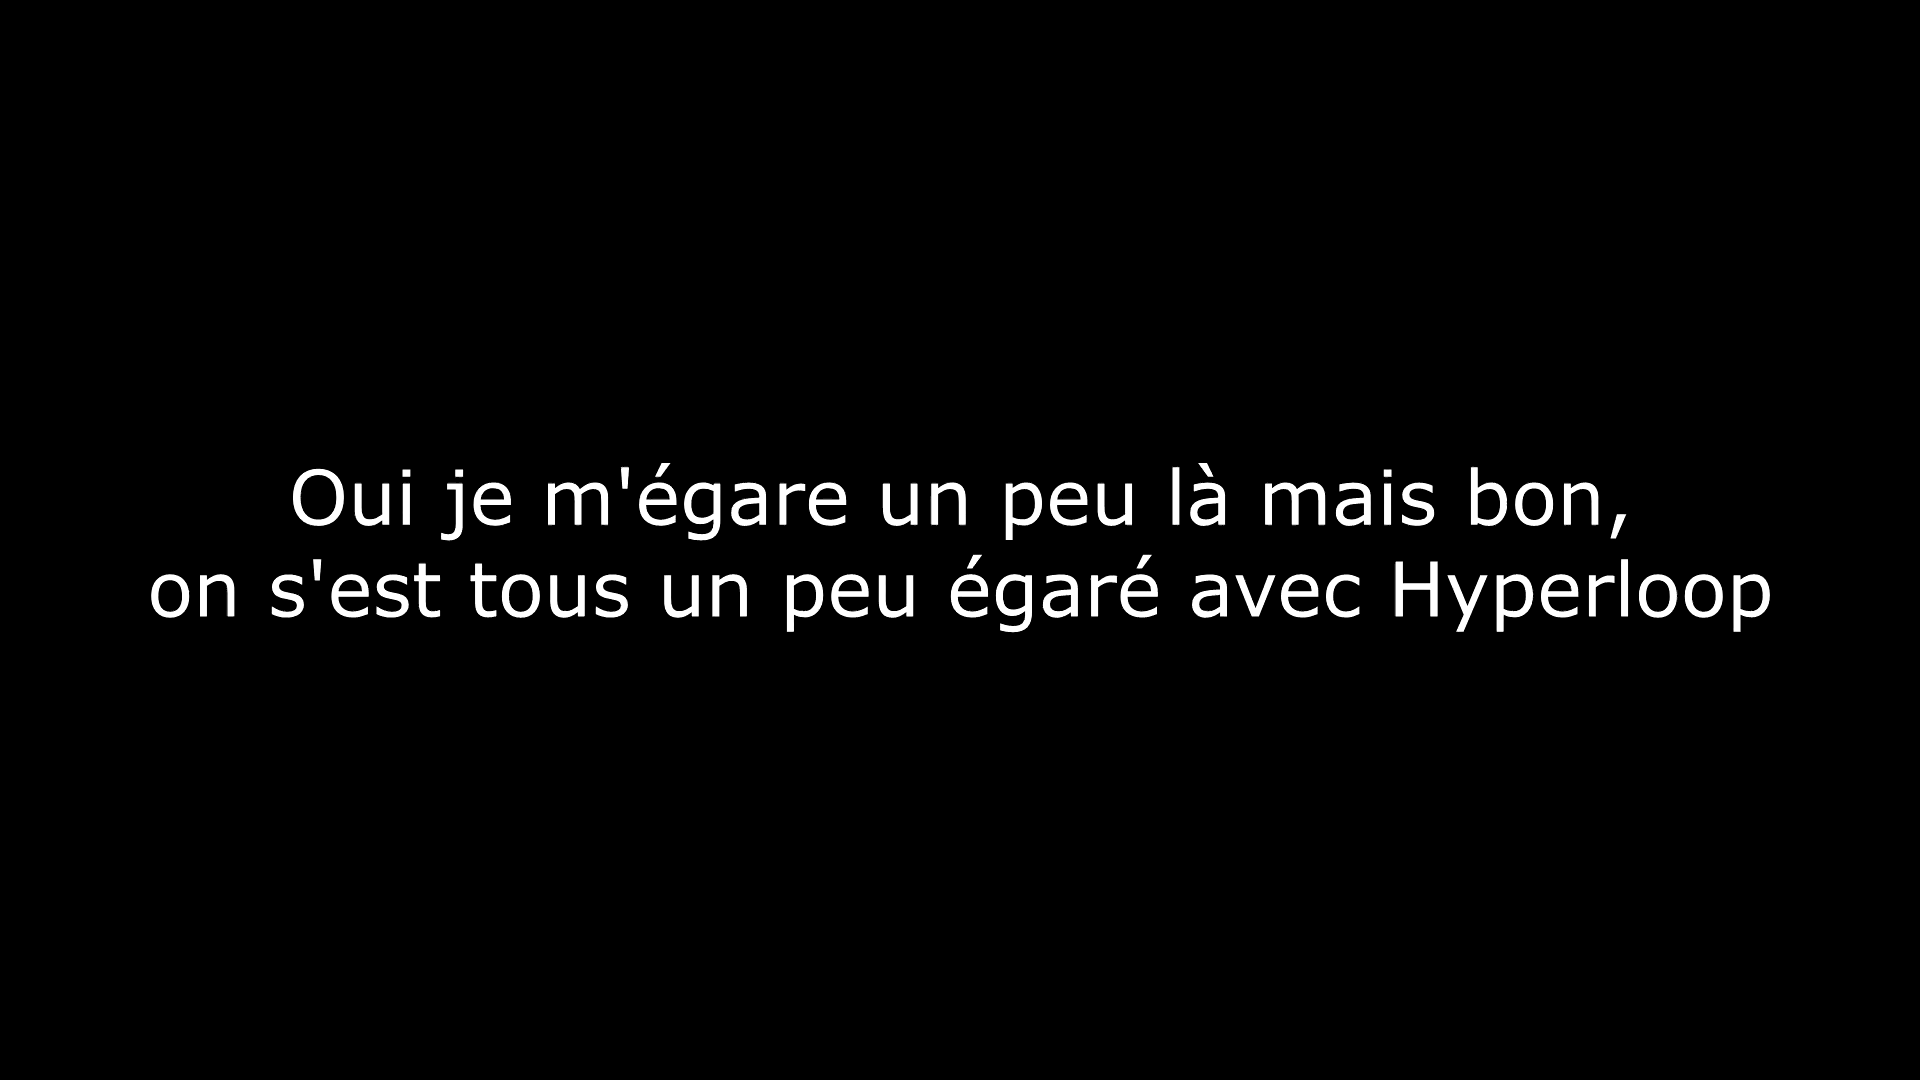 Oui je m'égare un peu là mais bon,
on s'est tous un peu égaré avec Hyperloop